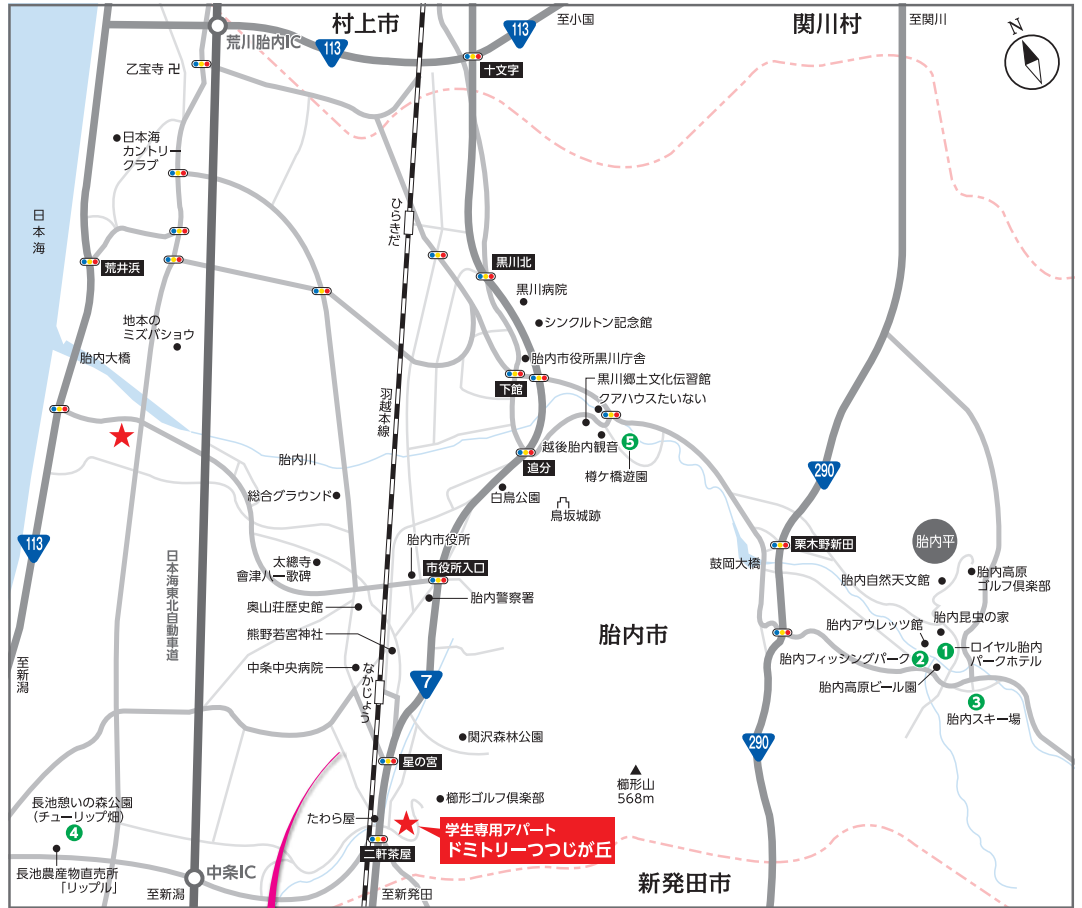 村上市
至小国
関川村
至関川
N
113
113
荒川胎内IC
乙宝寺 卍
十文字
日本海
カントリー
クラブ
ひらきだ
日本海
荒井浜
黒川北
黒川病院
シンクルトン記念館
地本の
ミズバショウ
胎内大橋
胎内市役所黒川庁舎
下館
黒川郷土文化伝習館
クアハウスたいない
羽越本線
越後胎内観音
5
樽ケ橋遊園
追分
胎内川
総合グラウンド
白鳥公園
鳥坂城跡
290
113
胎内市役所
栗木野新田
胎内平
鼓岡大橋
太總寺
會津八一歌碑
市役所入口
胎内警察署
胎内自然天文館
胎内高原
ゴルフ倶楽部
日本海東北自動車道
奥山荘歴史館
熊野若宮神社
胎内市
胎内昆虫の家
胎内アウレッツ館
1
ロイヤル胎内
パークホテル
胎内フィッシングパーク
2
中条中央病院
なかじょう
至新潟
7
胎内高原ビール園
3
胎内スキー場
関沢森林公園
290
星の宮
櫛形山
568m
長池憩いの森公園
(チューリップ畑)
4
櫛形ゴルフ倶楽部
たわら屋
学生専用アパート
ドミトリーつつじが丘
二軒茶屋
長池農産物直売所
「リップル」
中条IC
至新潟
至新発田
新発田市